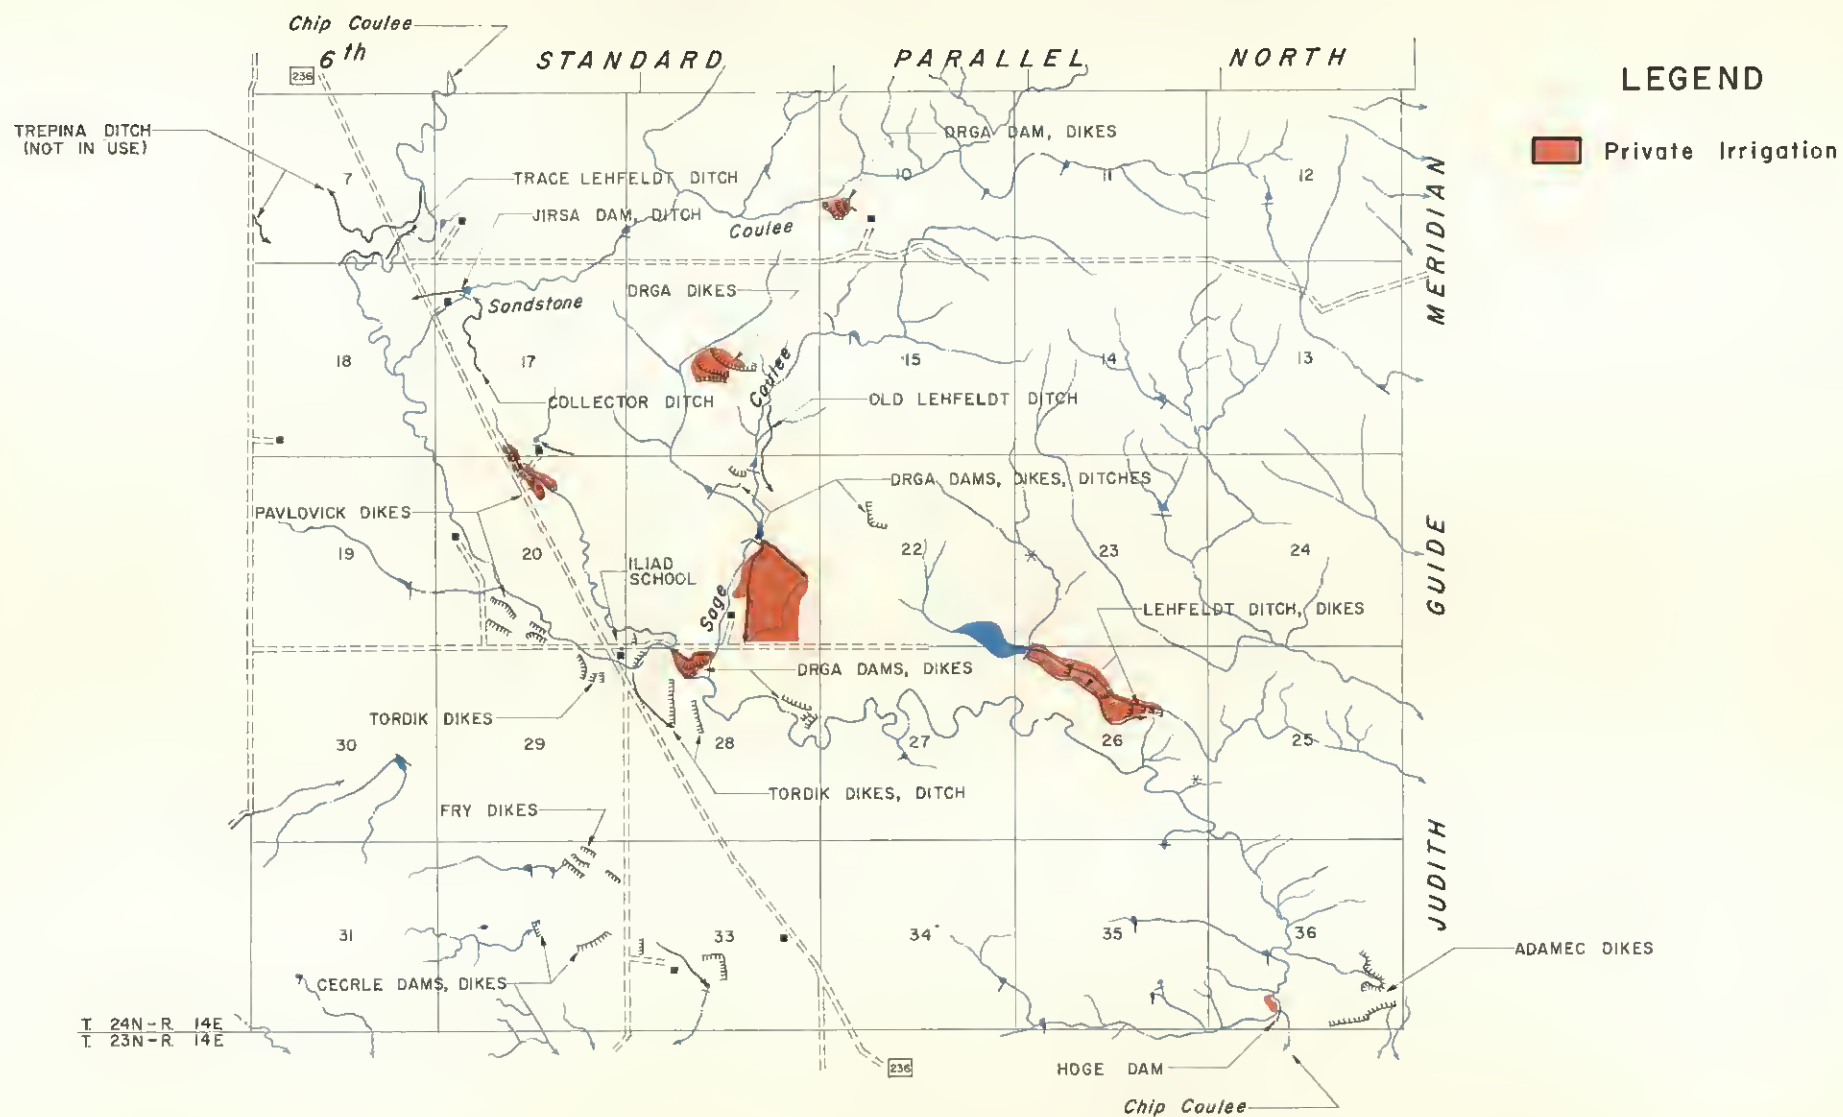 Chip Coulee
6th STANDARD PARALLEL NORTH
236
LEGEND
Private Irrigation
TREPINA DITCH
(NOT IN USE)
DRGA DAM, DIKES
7
TRACE LEHFELDT DITCH
10
11
12
JIRSA DAM, DITCH
Coulee
MERIDIAN
DRGA DIKES
Sandstone
18
17
15
14
13
Coulee
COLLECTOR DITCH
OLD LEHFELDT DITCH
DRGA DAMS, DIKES, DITCHES
PAVLOVICK DIKES
19
20
22
23
24
GUIDE
ILIAD
SCHOOL
Sage
LEHFELDT DITCH, DIKES
DRGA DAMS, DIKES
TORDIK DIKES
30
29
28
27
26
25
TORDIK DIKES, DITCH
FRY DIKES
JUDITH
31
33
34
35
36
ADAMEC DIKES
CECRLE DAMS, DIKES
T. 24N-R. 14E
T. 23N-R. 14E
236
HOGE DAM
Chip Coulee